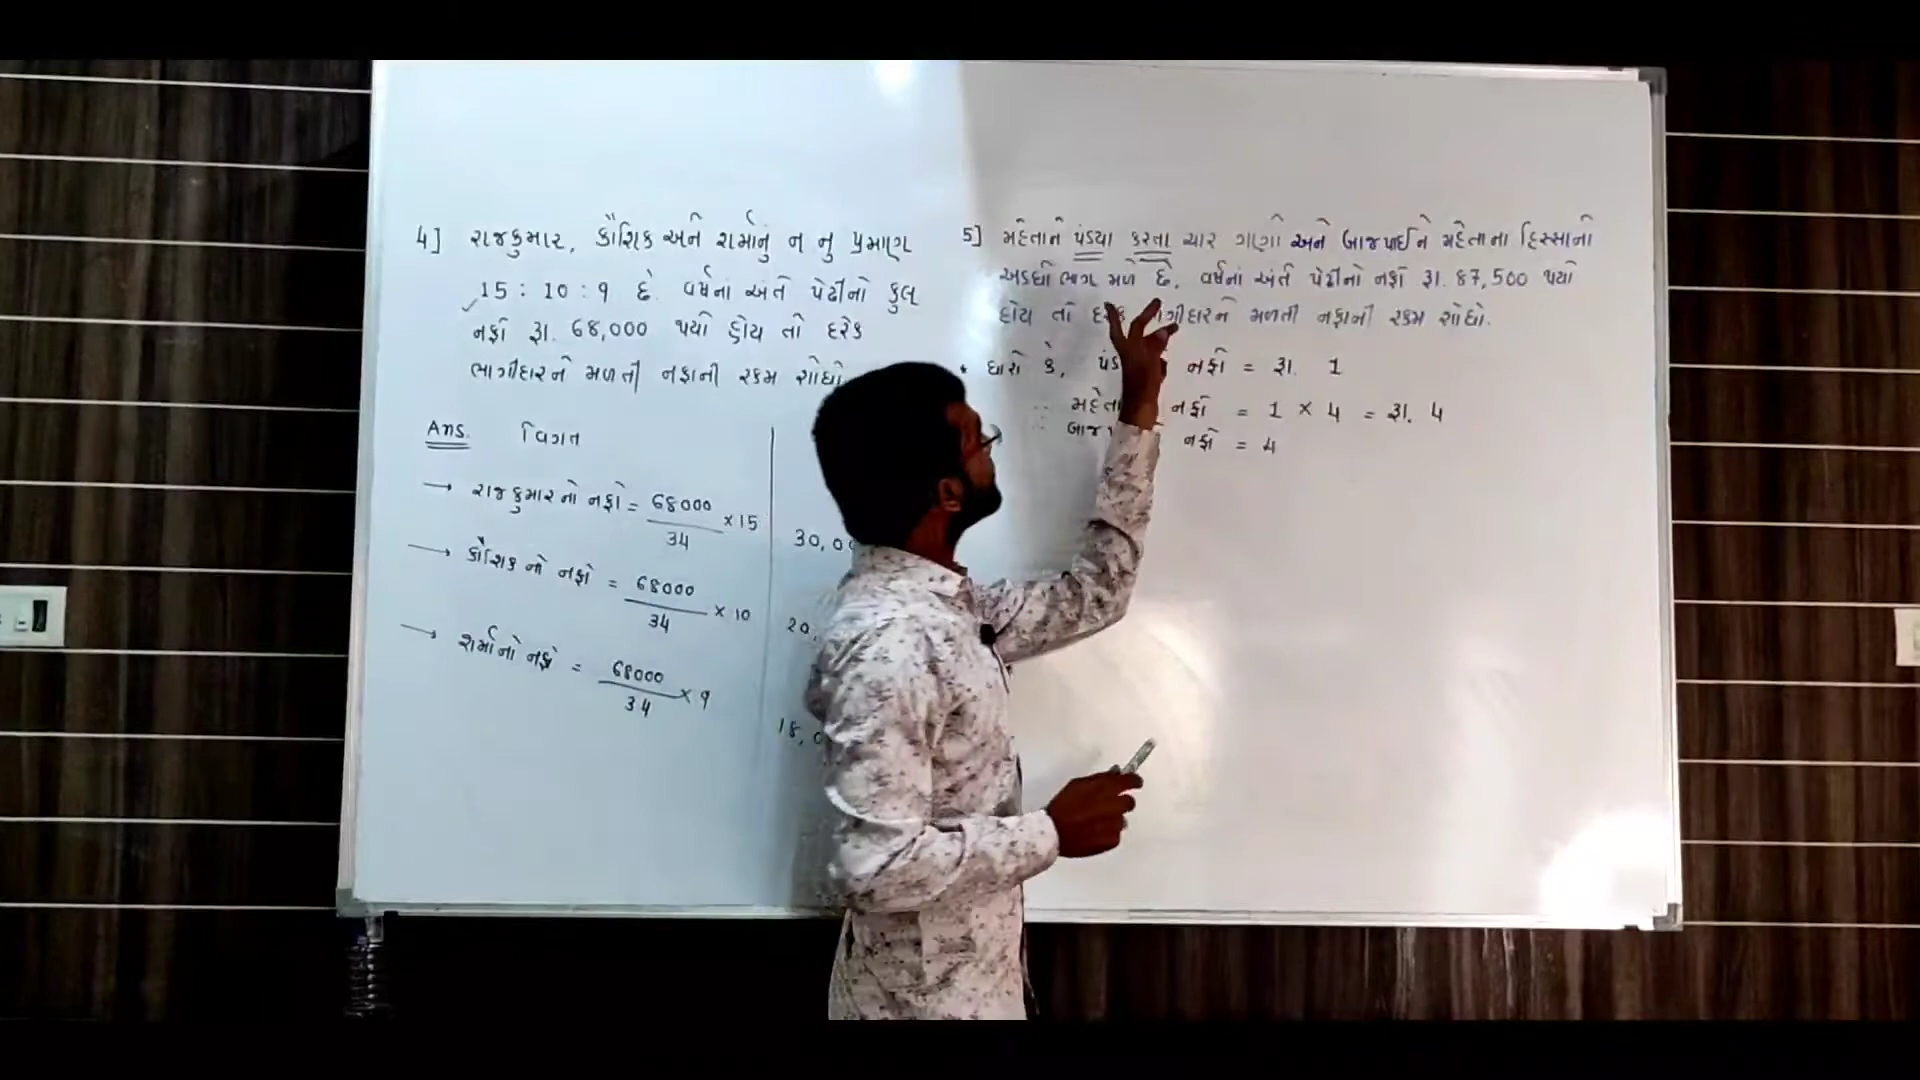 4] રાજકુમાર, કૌશિક અને શર્માનું ન નુ પ્રમાણ
15 : 10 : 9 છે. વર્ષનાં અંતે પેઢીનો કુલ
નફો રૂા. 68,000 થયો હોય તો દરેક
ભાગીદારને મળતી નફાની રકમ શોધો.
Ans. વિગત
→ રાજકુમારનો નફો = 68000 / 34 × 15
30,00
→ કૌશિકનો નફો = 68000 / 34 × 10
20,
→ શર્માનો નફો = 68000 / 34 × 9
18,0
5] મહેતાને પંડયા કરતા ચાર ગણો અને બાજપાઈને મહેતાના હિસ્સાનો
અડધો ભાગ મળે છે. વર્ષનાં અંતે પેઢીનો નફો રૂા. 87,500 થયો
હોય તો દરેક ભાગીદારને મળતી નફાની રકમ શોધો.
* ધારો કે, પંડ નફો = રૂા. 1
∴ મહેતા નફો = 1 × 4 = રૂા. 4
∴ બાજપ નફો = 4